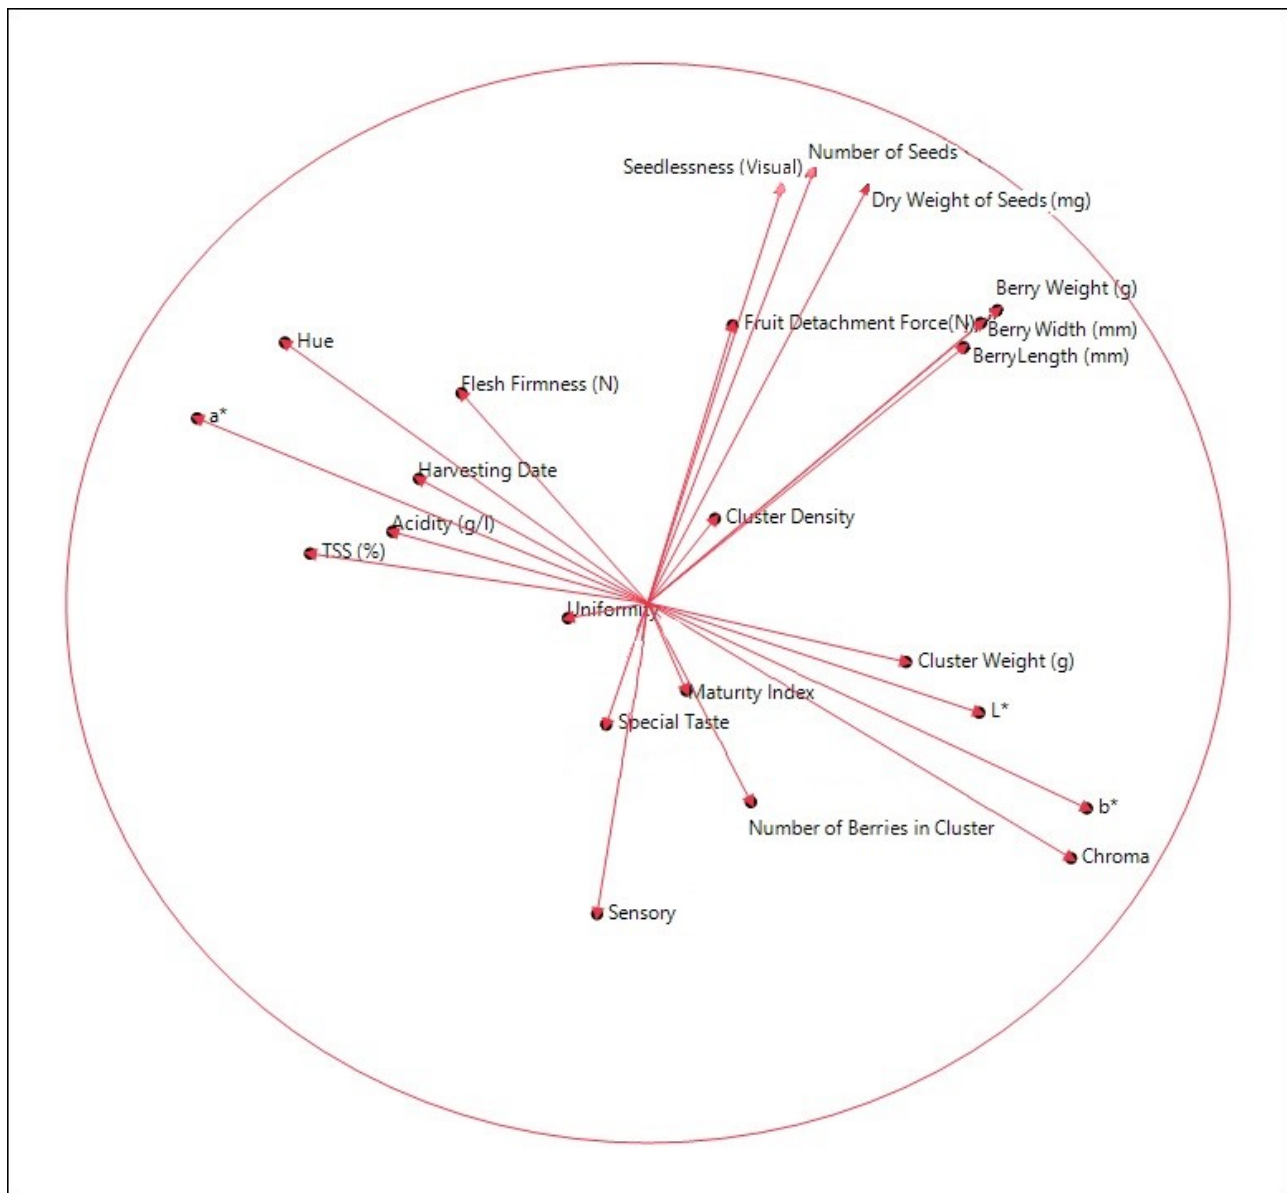 Number of Seeds
Seedlessness (Visual)
Dry Weight of Seeds (mg)
Berry Weight (g)
Fruit Detachment Force(N)
Berry Width (mm)
BerryLength (mm)
Hue
Flesh Firmness (N)
a*
Harvesting Date
Acidity (g/l)
Cluster Density
TSS (%)
Uniformity
Cluster Weight (g)
Maturity Index
L*
Special Taste
b*
Number of Berries in Cluster
Chroma
Sensory